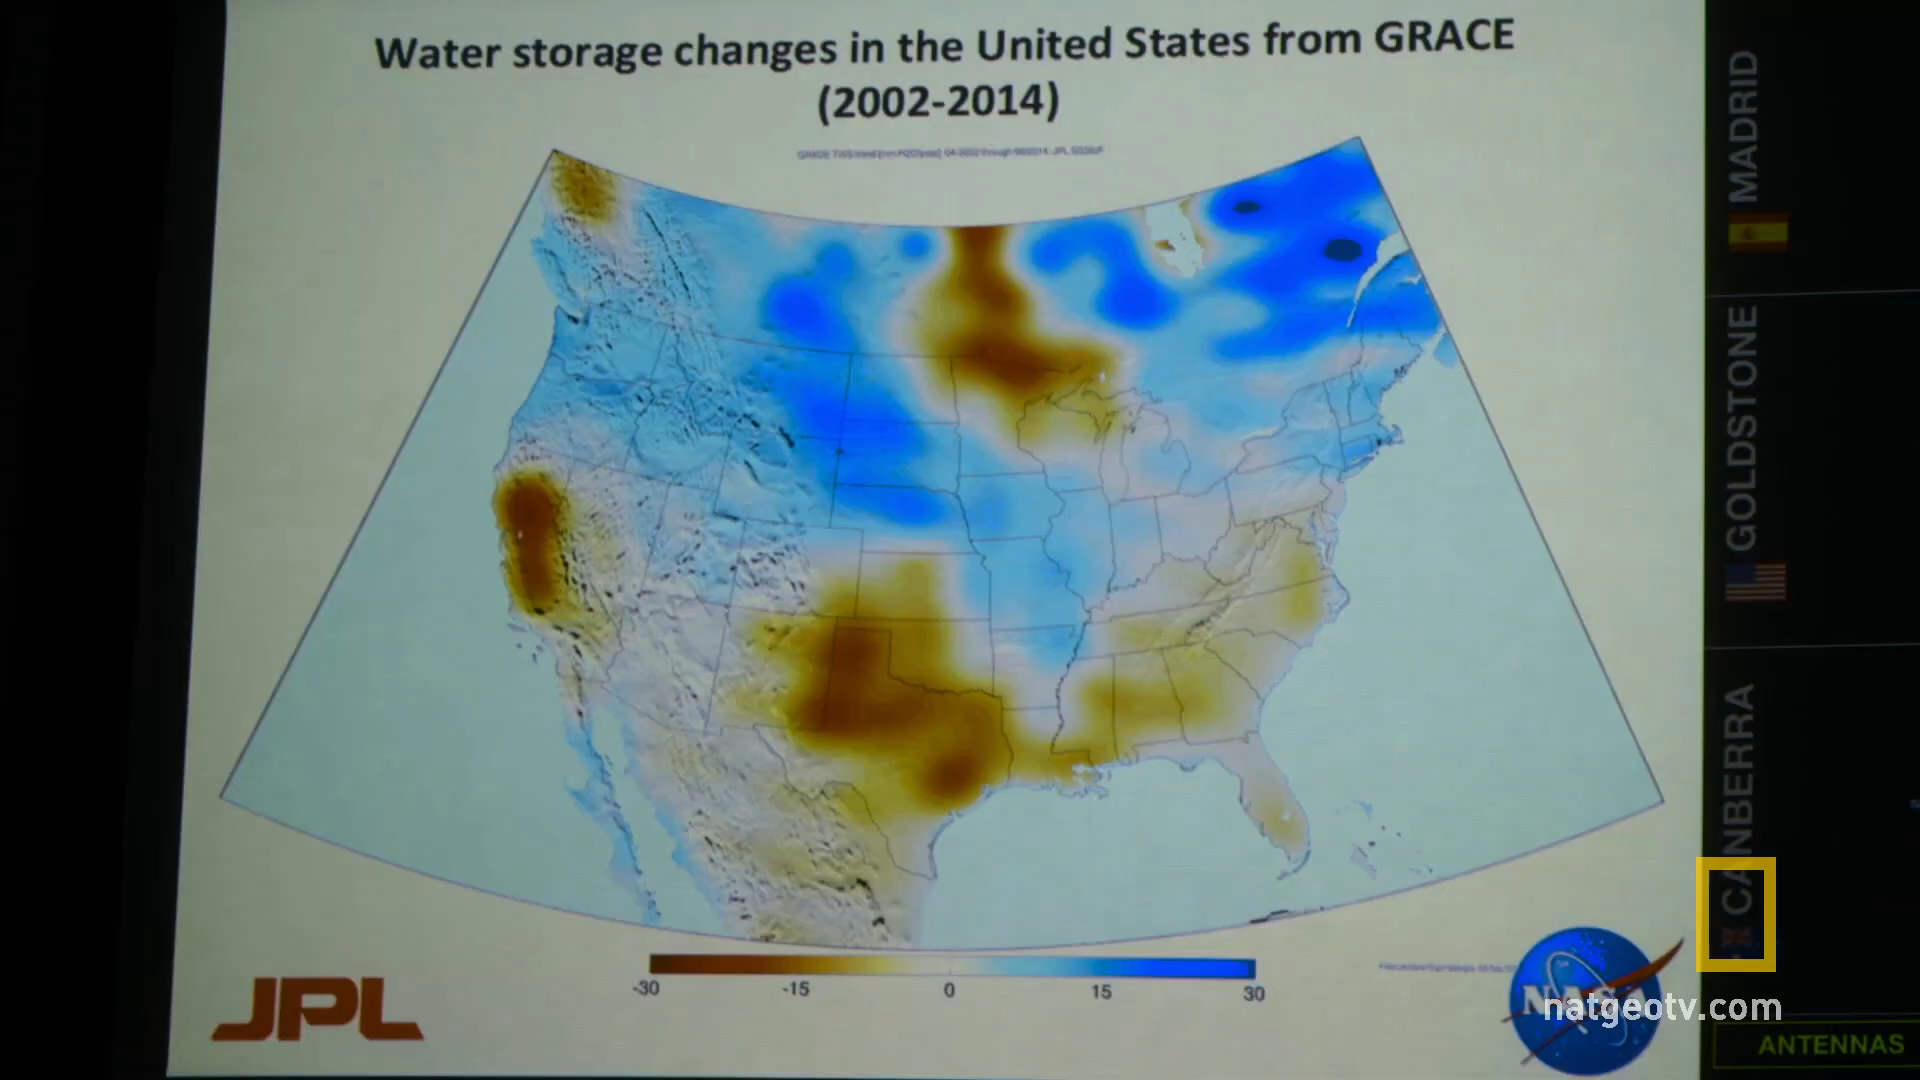 Water storage changes in the United States from GRACE
(2002-2014)
-30
-15
0
15
30
JPL
NASA
natgeotv.com
MADRID
GOLDSTONE
CANBERRA
ANTENNAS